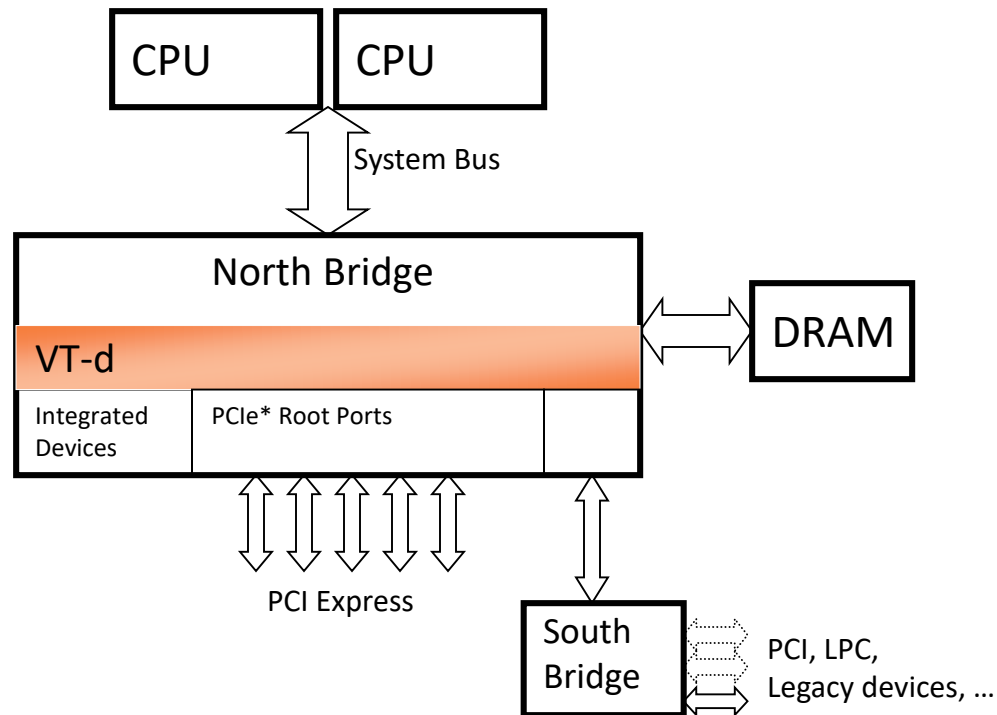 CPU
CPU
System Bus
North Bridge
DRAM
VT-d
Integrated
Devices
PCIe* Root Ports
PCI Express
South
Bridge
PCI, LPC,
Legacy devices, …